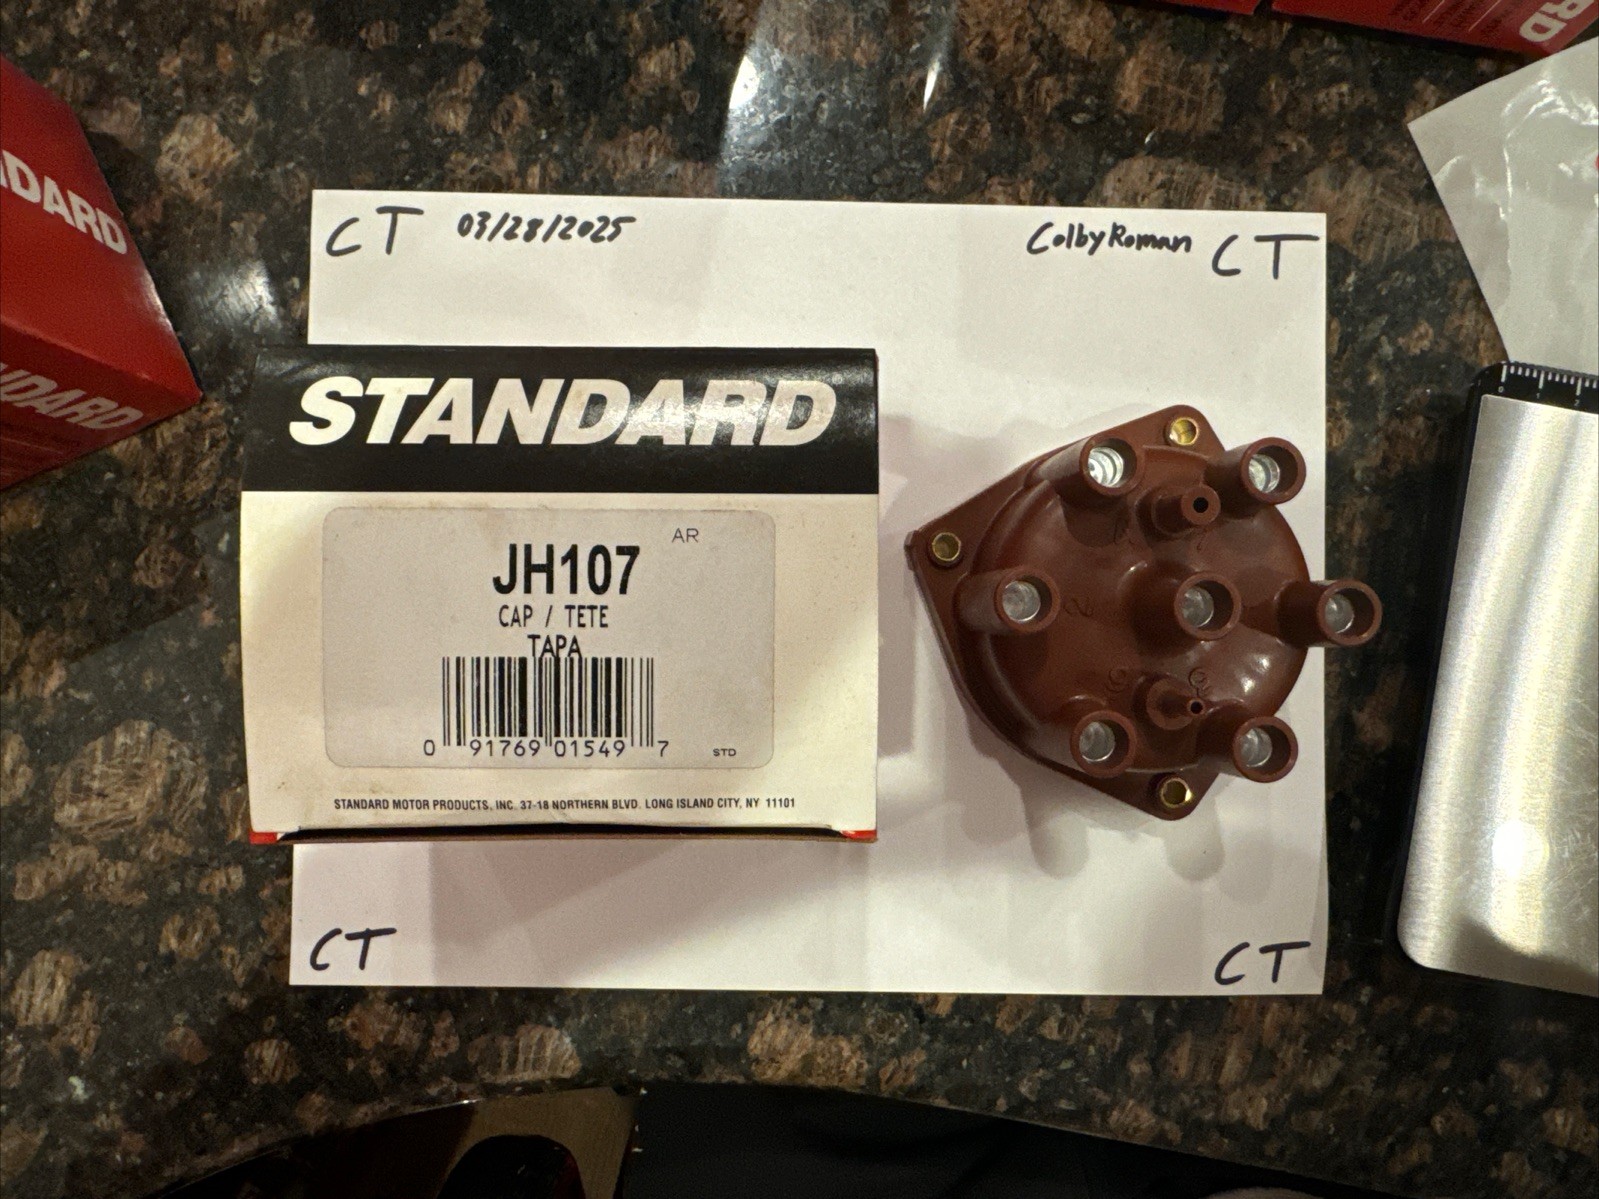 CT 03/28/2025 ColbyRoman CT
STANDARD
STANDARD
AR
JH107
CAP / TETE
TAPA
0 91769 01549 7
STD
STANDARD MOTOR PRODUCTS, INC. 37-18 NORTHERN BLVD. LONG ISLAND CITY, NY 11101
CT CT